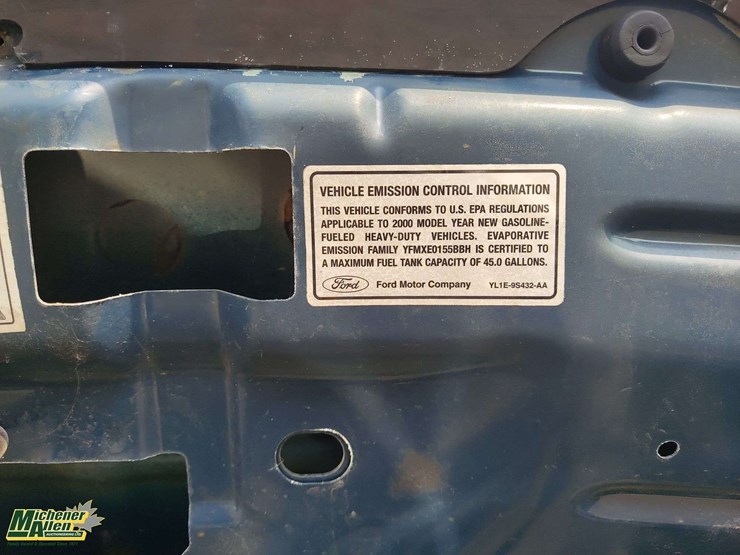 VEHICLE EMISSION CONTROL INFORMATION
THIS VEHICLE CONFORMS TO U.S. EPA REGULATIONS
APPLICABLE TO 2000 MODEL YEAR NEW GASOLINE-
FUELED HEAVY-DUTY VEHICLES. EVAPORATIVE
EMISSION FAMILY YFMXE0155BBH IS CERTIFIED TO
A MAXIMUM FUEL TANK CAPACITY OF 45.0 GALLONS.
Ford Ford Motor Company YL1E-9S432-AA
Michener
Allen
AUCTIONEERING LTD.